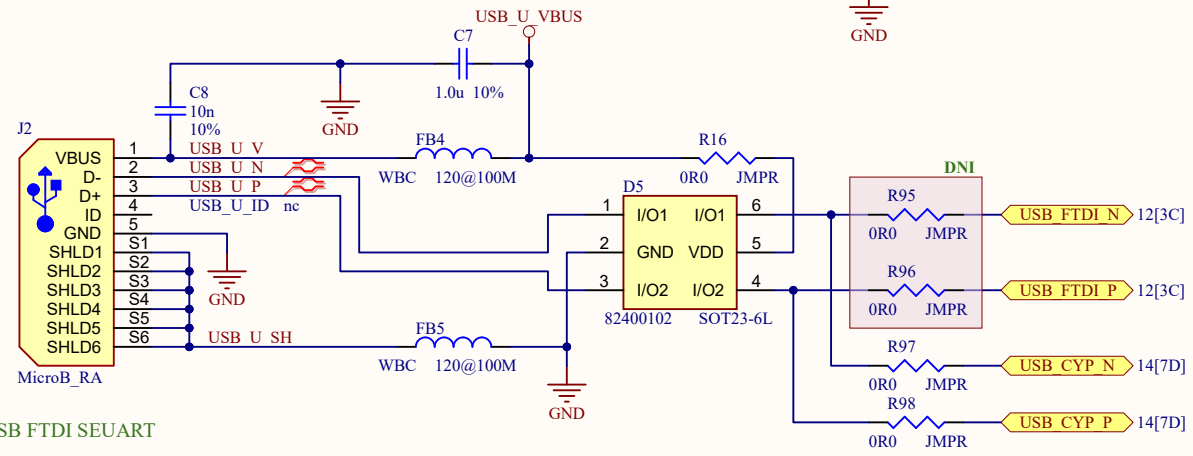 USB_U_VBUS
GND
C7
1.0u 10%
C8
10n
10%
GND
J2
FB4
R16
VBUS 1 USB_U_V
WBC 120@100M
0R0 JMPR
D- 2 USB_U_N
D+ 3 USB_U_P
ID 4 USB_U_ID nc
GND 5
GND
SHLD1 S1
SHLD2 S2
SHLD3 S3
SHLD4 S4
SHLD5 S5
SHLD6 S6 USB_U_SH
MicroB_RA
FB5
WBC 120@100M
GND
D5
1 I/O1 I/O1 6
2 GND VDD 5
3 I/O2 I/O2 4
82400102 SOT23-6L
DNI
R95
0R0 JMPR
USB_FTDI_N 12[3C]
R96
0R0 JMPR
USB_FTDI_P 12[3C]
R97
0R0 JMPR
USB_CYP_N 14[7D]
R98
0R0 JMPR
USB_CYP_P 14[7D]
SB FTDI SEUART